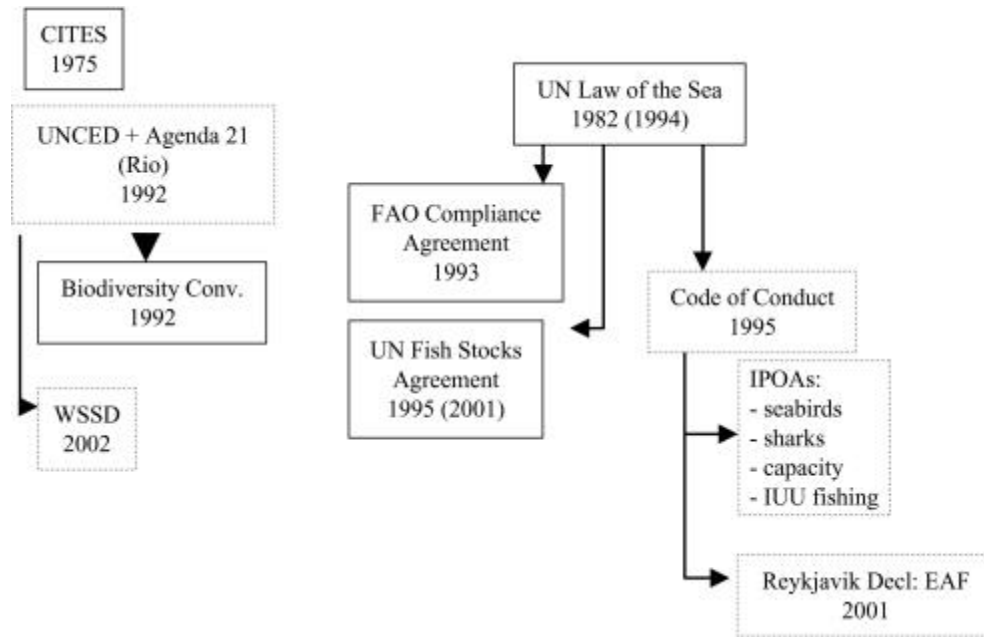 CITES
1975
UNCED + Agenda 21
(Rio)
1992
Biodiversity Conv.
1992
WSSD
2002
UN Law of the Sea
1982 (1994)
FAO Compliance
Agreement
1993
UN Fish Stocks
Agreement
1995 (2001)
Code of Conduct
1995
IPOAs:
- seabirds
- sharks
- capacity
- IUU fishing
Reykjavik Decl: EAF
2001